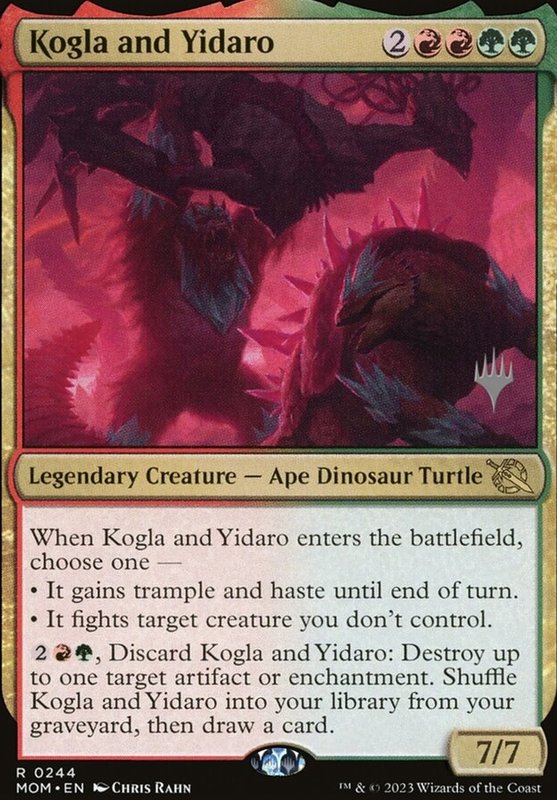 Kogla and Yidaro 2
Legendary Creature — Ape Dinosaur Turtle
When Kogla and Yidaro enters the battlefield,
choose one —
• It gains trample and haste until end of turn.
• It fights target creature you don't control.
2, Discard Kogla and Yidaro: Destroy up
to one target artifact or enchantment. Shuffle
Kogla and Yidaro into your library from your
graveyard, then draw a card.
7/7
R 0244
MOM • EN Chris Rahn
™ & © 2023 Wizards of the Coast